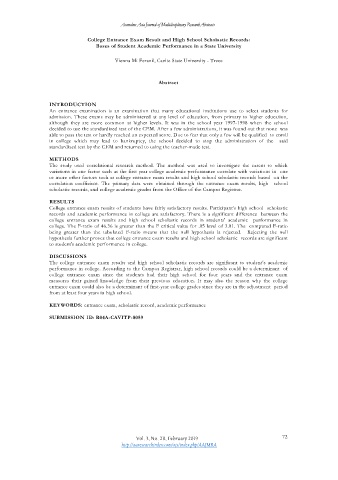 Ascendens Asia Journal of Multidisciplinary Research Abstracts
College Entrance Exam Result and High School Scholastic Records:
Bases of Student Academic Performance in a State University
Cavite State University - Trece
Abstract
INTRODUCTION
An entrance examination is an examination that many educational institutions use to select students for
admission. These exams may be administered at any level of education, from primary to higher education,
although they are more common at higher levels. It was in the school year 1997-1998 when the school
decided to use the standardized test of the CEM. After a few administrations, it was found out that none was
able to pass the test or hardly reached an expected score. Due to fact that only a few will be qualified to enroll
in college which may lead to bankruptcy, the school decided to stop the administration of the said
standardized test by the CEM and returned to using the teacher-made test.
METHODS
The study used correlational research method. The method was used to investigate the extent to which
variations in one factor such as the first year college academic performance correlate with variations in one
or more other factors such as college entrance exam results and high school scholastic records based on the
correlation coefficient. The primary data were obtained through the entrance exam results, high school
scholastic records, and college academic grades from the Office of the Campus Registrar.
RESULTS
College entrance exam results of students have fairly satisfactory results. Participant's high school scholastic
records and academic performance in college are satisfactory. There is a significant difference between the
college entrance exam results and high school scholastic records in students' academic performance in
college. The F-ratio of 46.36 is greater than the F critical value for .05 level of 3.01. The computed F-ratio
being greater than the tabulated F-ratio means that the null hypothesis is rejected. Rejecting the null
hypothesis further proves that college entrance exam results and high school scholastic records are significant
to student's academic performance in college.
DISCUSSIONS
The college entrance exam results and high school scholastic records are significant to student's academic
performance in college. According to the Campus Registrar, high school records could be a determinant of
college entrance exam since the students had their high school for four years and the entrance exam
measures their gained knowledge from their previous education. It may also the reason why the college
entrance exam could also be a determinant of first-year college grades since they are in the adjustment period
from at least four years in high school.
KEYWORDS: entrance exam, scholastic record, academic performance
SUBMISSION ID: R04A-CAVITP-8059
72
Vol. 3, No. 2B, February 2019